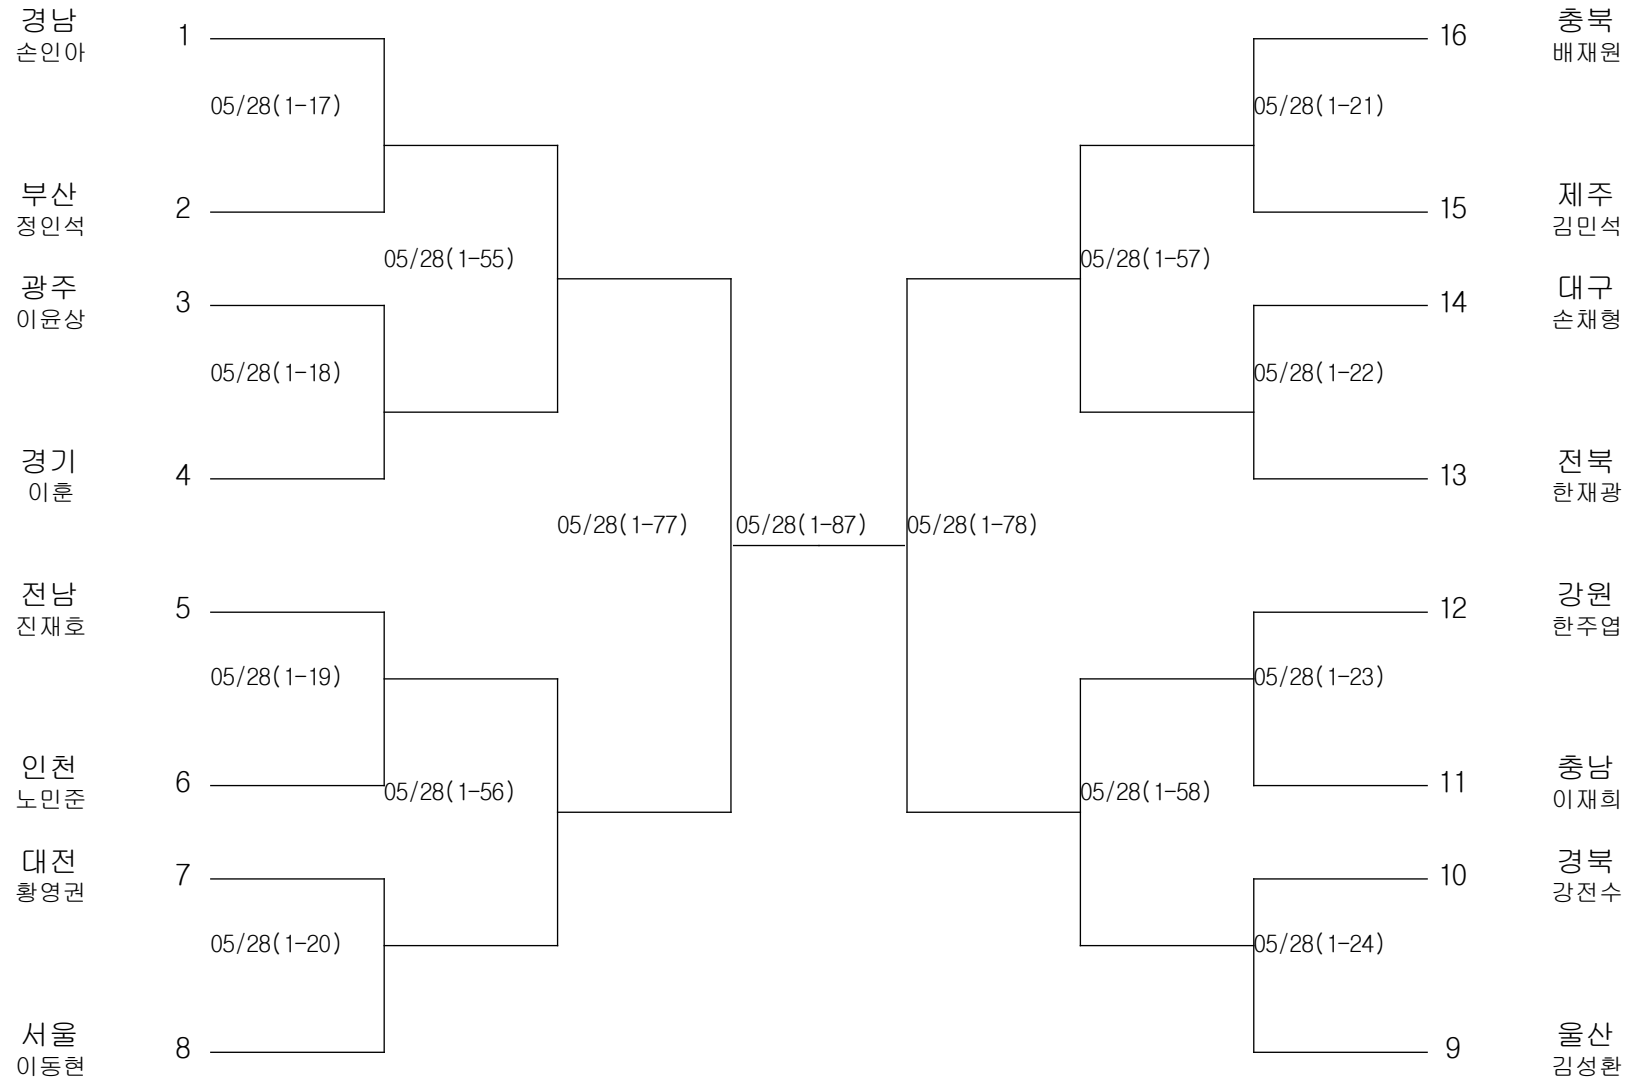 경남
손인아
1
05/28(1-17)
부산
정인석
2
05/28(1-55)
광주
이윤상
3
05/28(1-18)
경기
이훈
4
05/28(1-77)
전남
진재호
5
05/28(1-19)
인천
노민준
6
05/28(1-56)
대전
황영권
7
05/28(1-20)
서울
이동현
8
05/28(1-87)
16
충북
배재원
05/28(1-21)
15
제주
김민석
05/28(1-57)
14
대구
손채형
05/28(1-22)
13
전북
한재광
05/28(1-78)
12
강원
한주엽
05/28(1-23)
11
충남
이재희
05/28(1-58)
10
경북
강전수
05/28(1-24)
9
울산
김성환